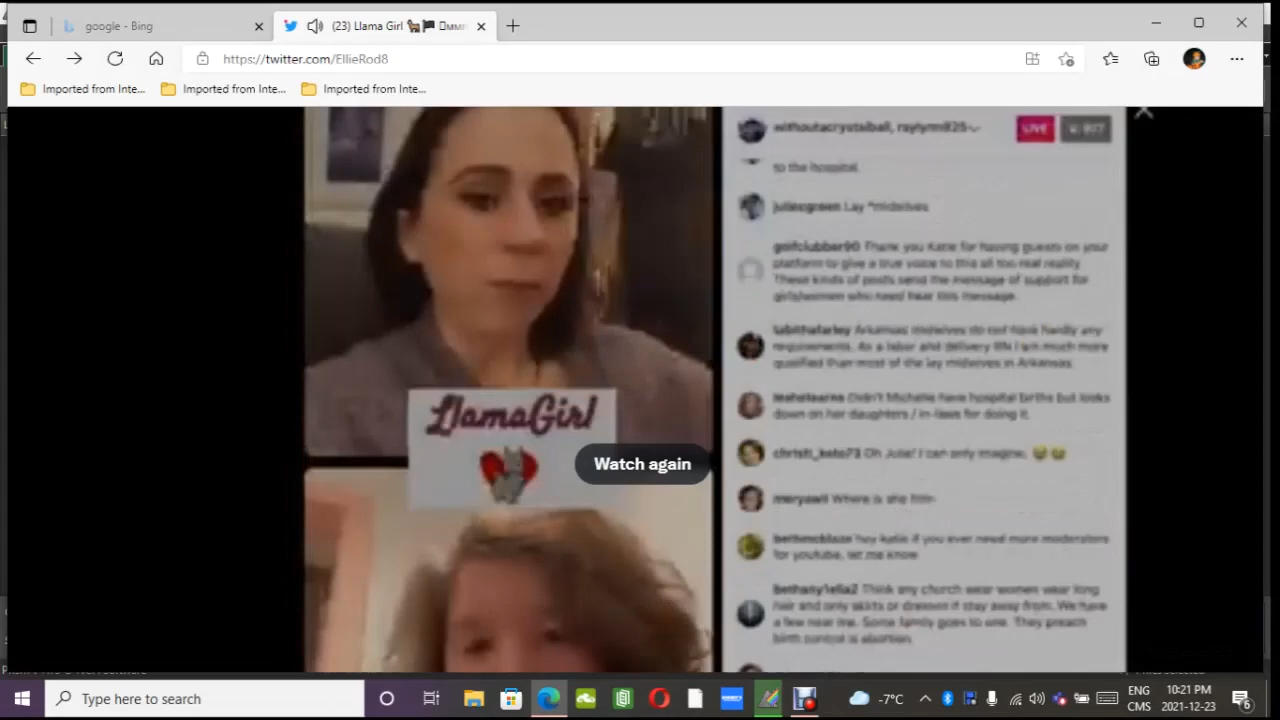 google - Bing
(23) Llama Girl
https://twitter.com/EllieRod8
Imported from Inte...
Imported from Inte...
Imported from Inte...
withoutacrystalball, raylynn825
LIVE
to the hospital.
Lay *midwives
golfclubber90 Thank you Katie for having guests on your
platform to give a true voice to this all too real reality
These kinds of posts send the message of support for
girls/women who need hear this message.
tabithafarley Arkansas midwives do not have hardly any
requirements. As a labor and delivery RN I am much more
qualified than most of the lay midwives in Arkansas
Didn't Michelle have hospital births but looks
down on her daughters / in-laws for doing it.
christi_keto73 Oh Julie! I can only imagine. 😭😭
Where is she
hey katie if you ever need more moderators
for youtube, let me know
bethany1ella2 Think any church wear women wear long
hair and only skirts or dresses if stay away from. We have
a few near me. Some family goes to one. They preach
birth control is abortion.
LlamaGirl
Watch again
Type here to search
-7°C
ENG
CMS
10:21 PM
2021-12-23
6